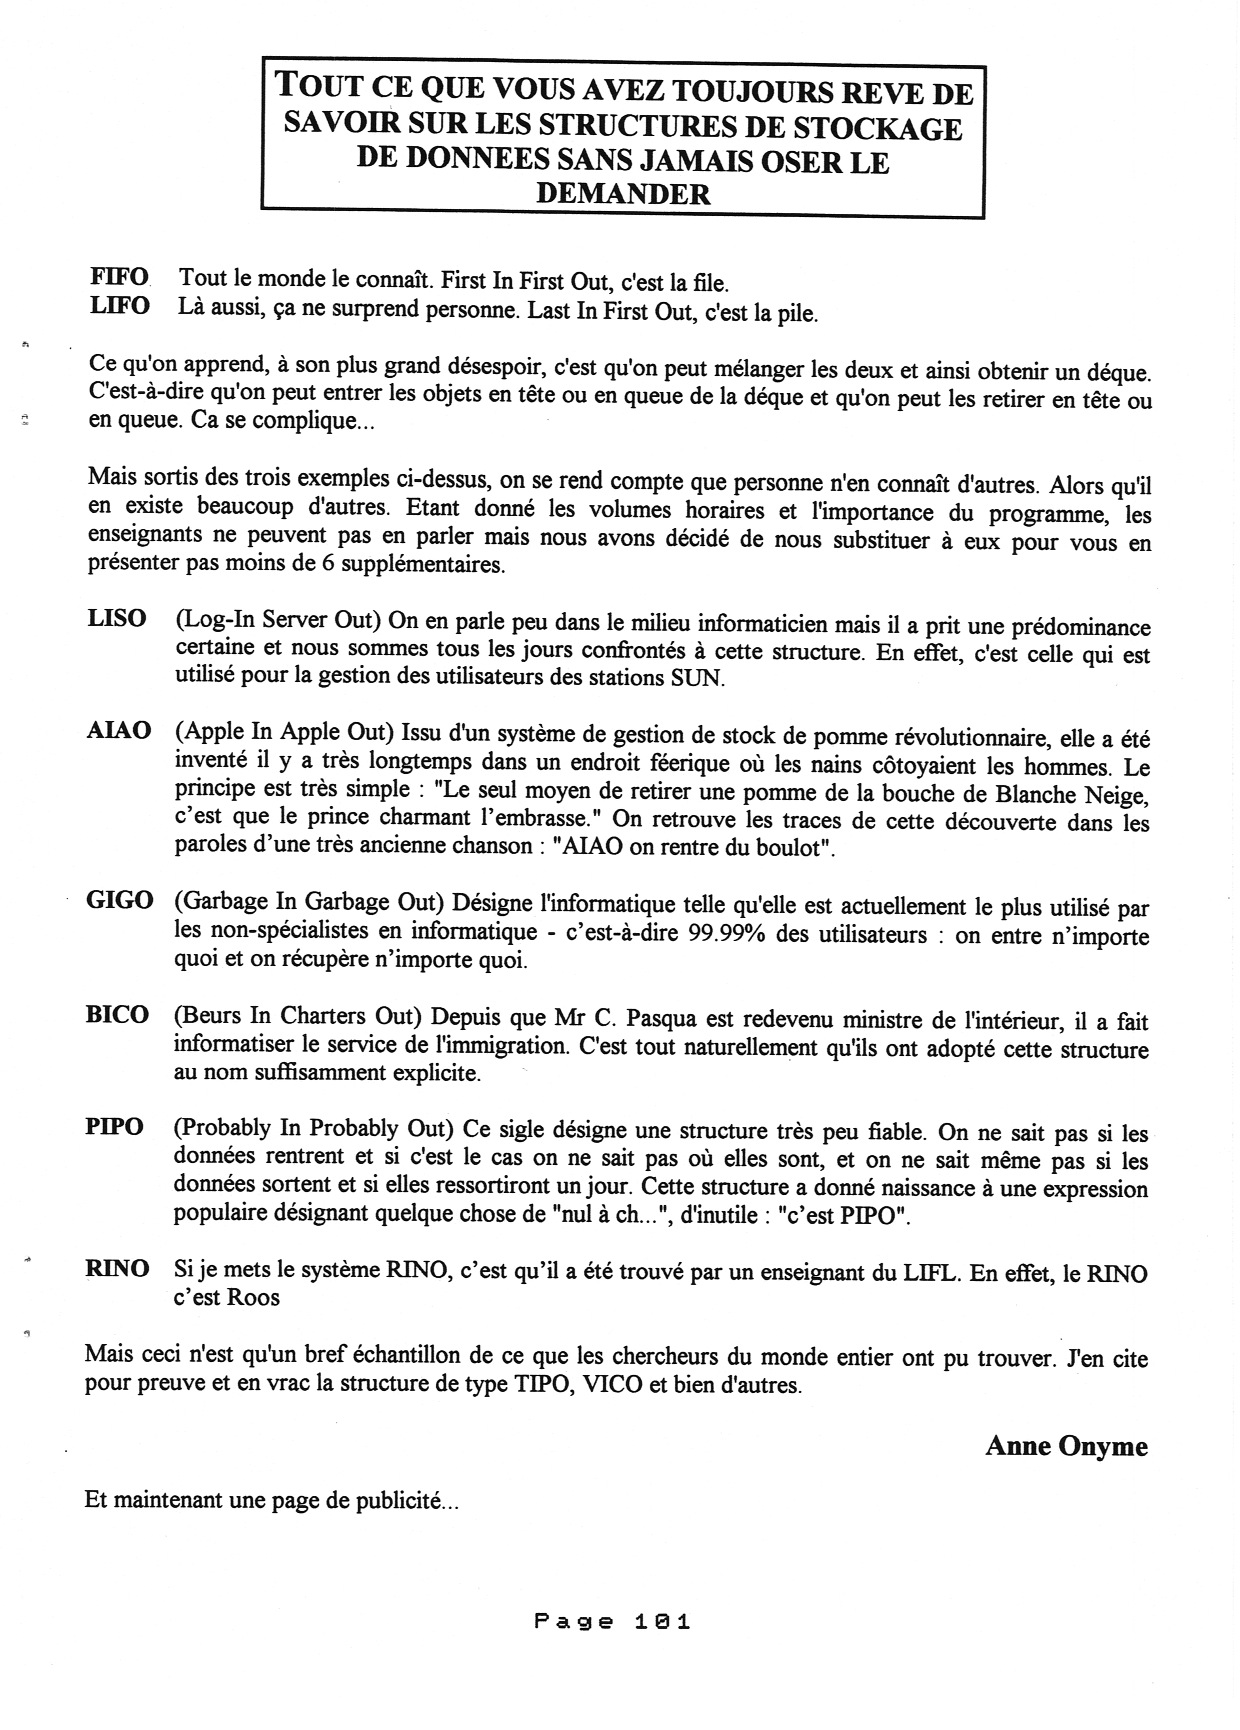 TOUT CE QUE VOUS AVEZ TOUJOURS REVE DE
SAVOIR SUR LES STRUCTURES DE STOCKAGE
DE DONNEES SANS JAMAIS OSER LE
DEMANDER
FIFO Tout le monde le connaît. First In First Out, c'est la file.
LIFO Là aussi, ça ne surprend personne. Last In First Out, c'est la pile.
Ce qu'on apprend, à son plus grand désespoir, c'est qu'on peut mélanger les deux et ainsi obtenir un déque.
C'est-à-dire qu'on peut entrer les objets en tête ou en queue de la déque et qu'on peut les retirer en tête ou
en queue. Ca se complique...
Mais sortis des trois exemples ci-dessus, on se rend compte que personne n'en connaît d'autres. Alors qu'il
en existe beaucoup d'autres. Etant donné les volumes horaires et l'importance du programme, les
enseignants ne peuvent pas en parler mais nous avons décidé de nous substituer à eux pour vous en
présenter pas moins de 6 supplémentaires.
LISO (Log-In Server Out) On en parle peu dans le milieu informaticien mais il a prit une prédominance
certaine et nous sommes tous les jours confrontés à cette structure. En effet, c'est celle qui est
utilisé pour la gestion des utilisateurs des stations SUN.
AIAO (Apple In Apple Out) Issu d'un système de gestion de stock de pomme révolutionnaire, elle a été
inventé il y a très longtemps dans un endroit féerique où les nains côtoyaient les hommes. Le
principe est très simple : "Le seul moyen de retirer une pomme de la bouche de Blanche Neige,
c’est que le prince charmant l’embrasse." On retrouve les traces de cette découverte dans les
paroles d’une très ancienne chanson : "AIAO on rentre du boulot".
GIGO (Garbage In Garbage Out) Désigne l'informatique telle qu'elle est actuellement le plus utilisé par
les non-spécialistes en informatique - c’est-à-dire 99.99% des utilisateurs : on entre n’importe
quoi et on récupère n’importe quoi.
BICO (Beurs In Charters Out) Depuis que Mr C. Pasqua est redevenu ministre de l'intérieur, il a fait
informatiser le service de l'immigration. C'est tout naturellement qu'ils ont adopté cette structure
au nom suffisamment explicite.
PIPO (Probably In Probably Out) Ce sigle désigne une structure très peu fiable. On ne sait pas si les
données rentrent et si c'est le cas on ne sait pas où elles sont, et on ne sait même pas si les
données sortent et si elles ressortiront un jour. Cette structure a donné naissance à une expression
populaire désignant quelque chose de "nul à ch...", d'inutile : "c’est PIPO".
RINO Si je mets le système RINO, c’est qu’il a été trouvé par un enseignant du LIFL. En effet, le RINO
c’est Roos
Mais ceci n'est qu'un bref échantillon de ce que les chercheurs du monde entier ont pu trouver. J'en cite
pour preuve et en vrac la structure de type TIPO, VICO et bien d'autres.
Anne Onyme
Et maintenant une page de publicité...
Page 101